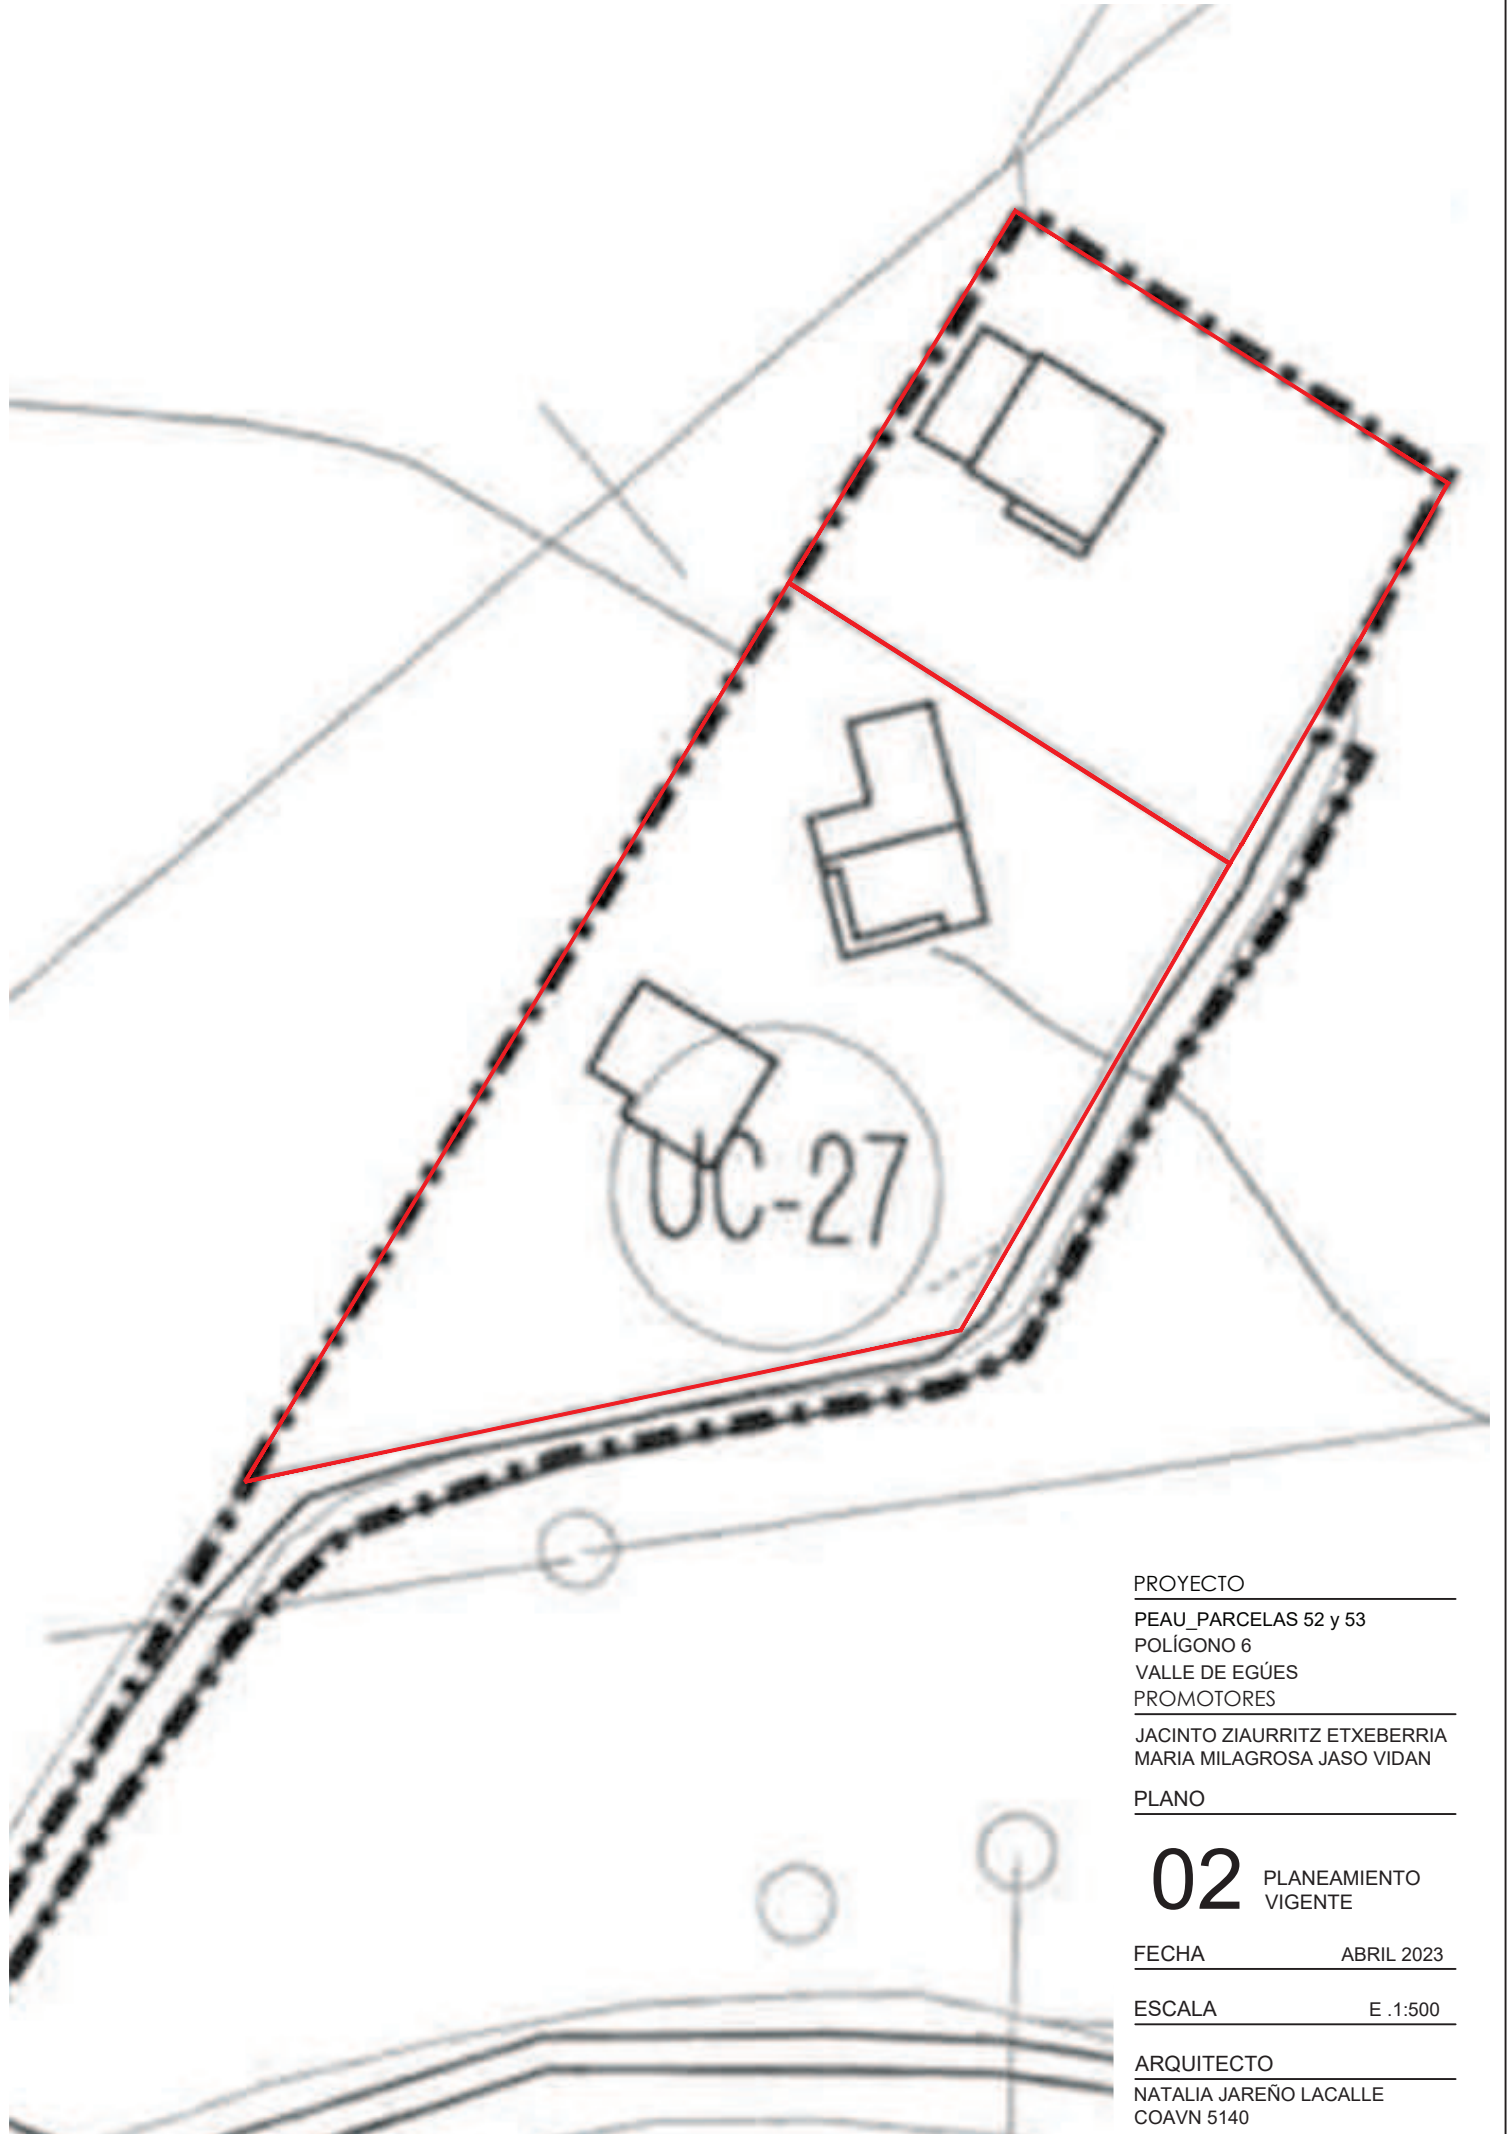 UC-27
PROYECTO
PEAU_PARCELAS 52 y 53
POLÍGONO 6
VALLE DE EGÚES
PROMOTORES
JACINTO ZIAURRITZ ETXEBERRIA
MARIA MILAGROSA JASO VIDAN
PLANO
02 PLANEAMIENTO
VIGENTE
FECHA ABRIL 2023
ESCALA E .1:500
ARQUITECTO
NATALIA JAREÑO LACALLE
COAVN 5140